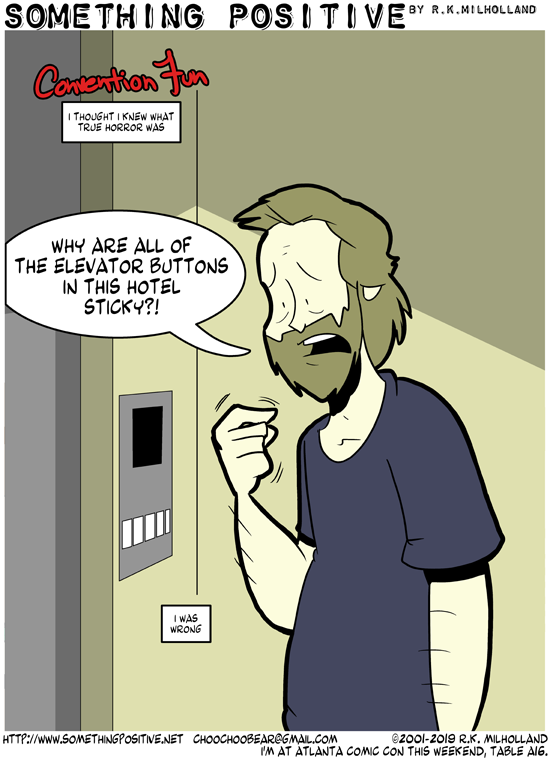 SOMETHING POSITIVE BY R.K.MILHOLLAND
Convention Fun
I THOUGHT I KNEW WHAT
TRUE HORROR WAS
WHY ARE ALL OF
THE ELEVATOR BUTTONS
IN THIS HOTEL
STICKY?!
I WAS
WRONG
HTTP://WWW.SOMETHINGPOSITIVE.NET CHOOCHOOBEAR@GMAIL.COM ©2001-2019 R.K. MILHOLLAND
I'M AT ATLANTA COMIC CON THIS WEEKEND, TABLE A16.